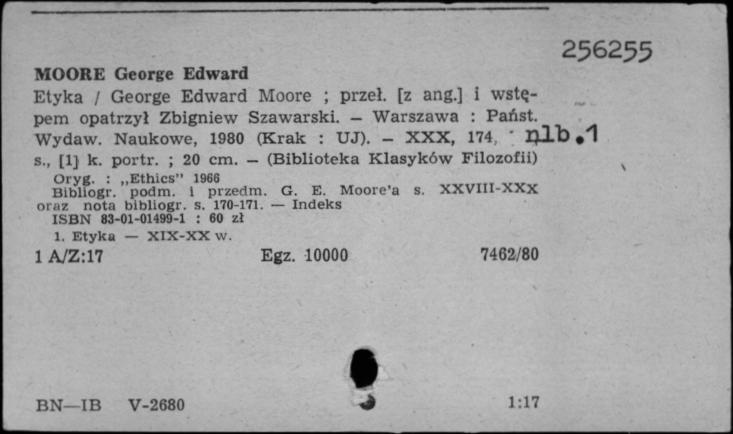 256255
MOORE George Edward
Etyka / George Edward Moore ; przeł. [z ang.] i wstę-
pem opatrzył Zbigniew Szawarski. — Warszawa : Państ.
Wydaw. Naukowe, 1980 (Krak : UJ). — XXX, 174, nlb.1
s., [1] k. portr. ; 20 cm. — (Biblioteka Klasyków Filozofii)
Oryg. : „Ethics” 1966
Bibliogr. podm. i przedm. G. E. Moore'a s. XXVIII-XXX
oraz nota bibliogr. s. 170-171. — Indeks
ISBN 83-01-01499-1 : 60 zł
1. Etyka — XIX-XX w.
1 A/Z:17 Egz. 10000 7462/80
BN—IB V-2680 1:17